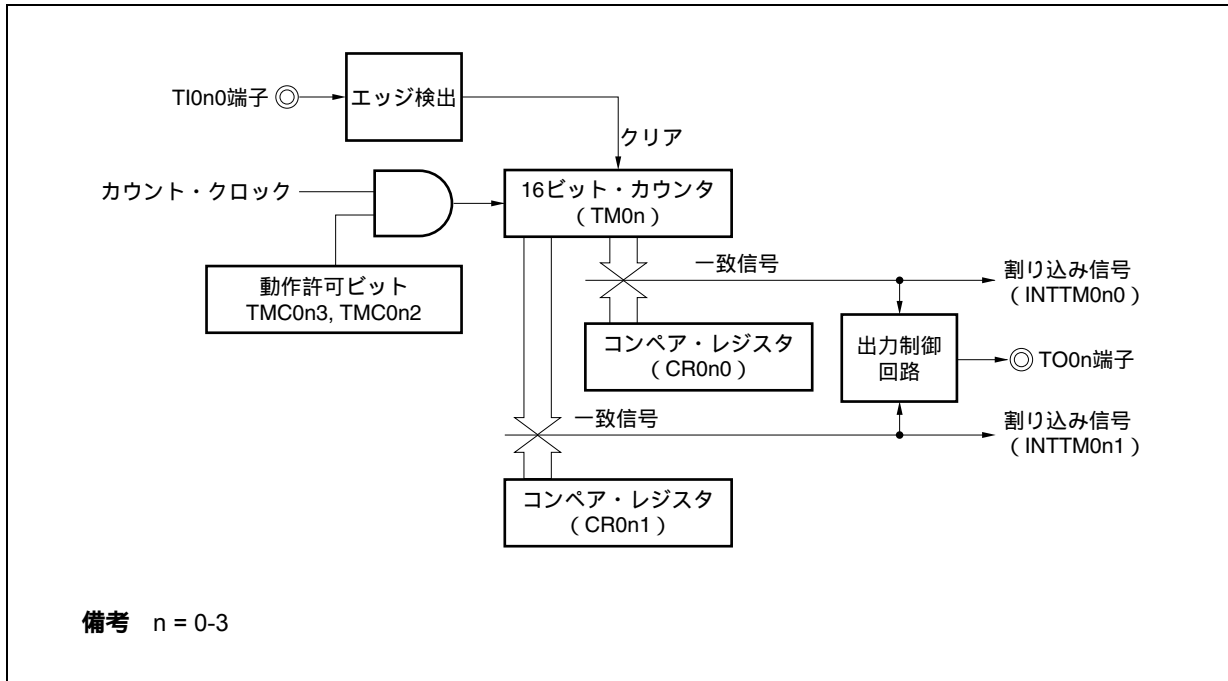 TI0n0端子
エッジ検出
クリア
カウント・クロック
16ビット・カウンタ
（TM0n）
動作許可ビット
TMC0n3, TMC0n2
一致信号
割り込み信号
（INTTM0n0）
コンペア・レジスタ
（CR0n0）
出力制御
回路
TO0n端子
一致信号
割り込み信号
（INTTM0n1）
コンペア・レジスタ
（CR0n1）
備考 n = 0-3